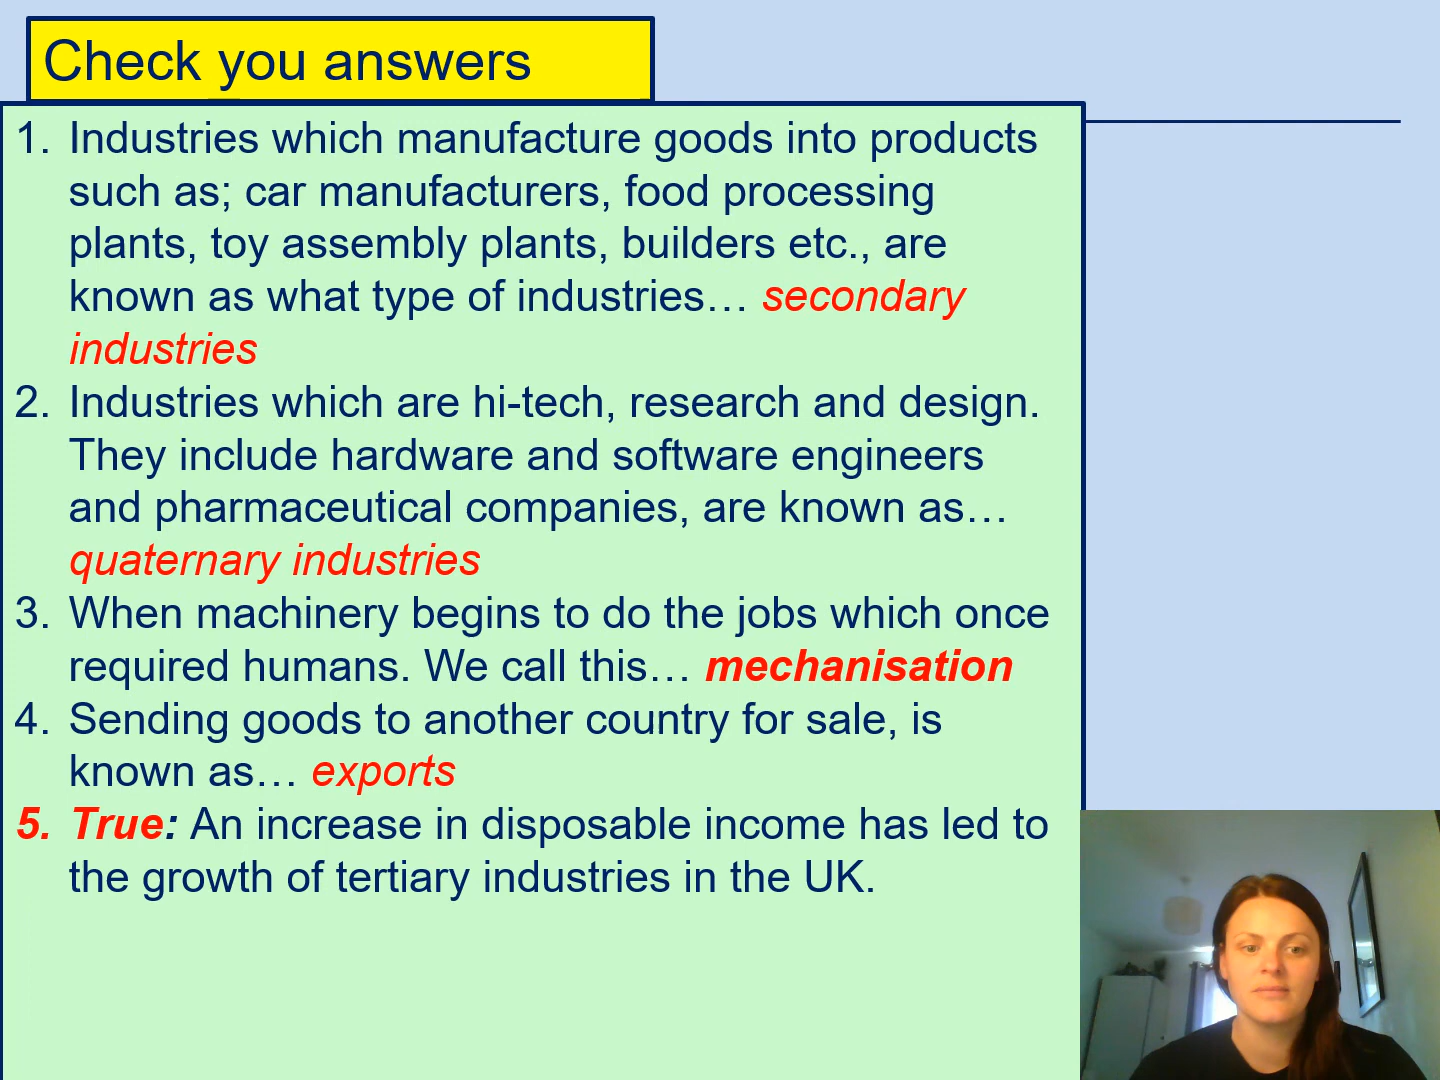 Check you answers
1. Industries which manufacture goods into products
such as; car manufacturers, food processing
plants, toy assembly plants, builders etc., are
known as what type of industries… secondary
industries
2. Industries which are hi-tech, research and design.
They include hardware and software engineers
and pharmaceutical companies, are known as…
quaternary industries
3. When machinery begins to do the jobs which once
required humans. We call this… mechanisation
4. Sending goods to another country for sale, is
known as… exports
5. True: An increase in disposable income has led to
the growth of tertiary industries in the UK.